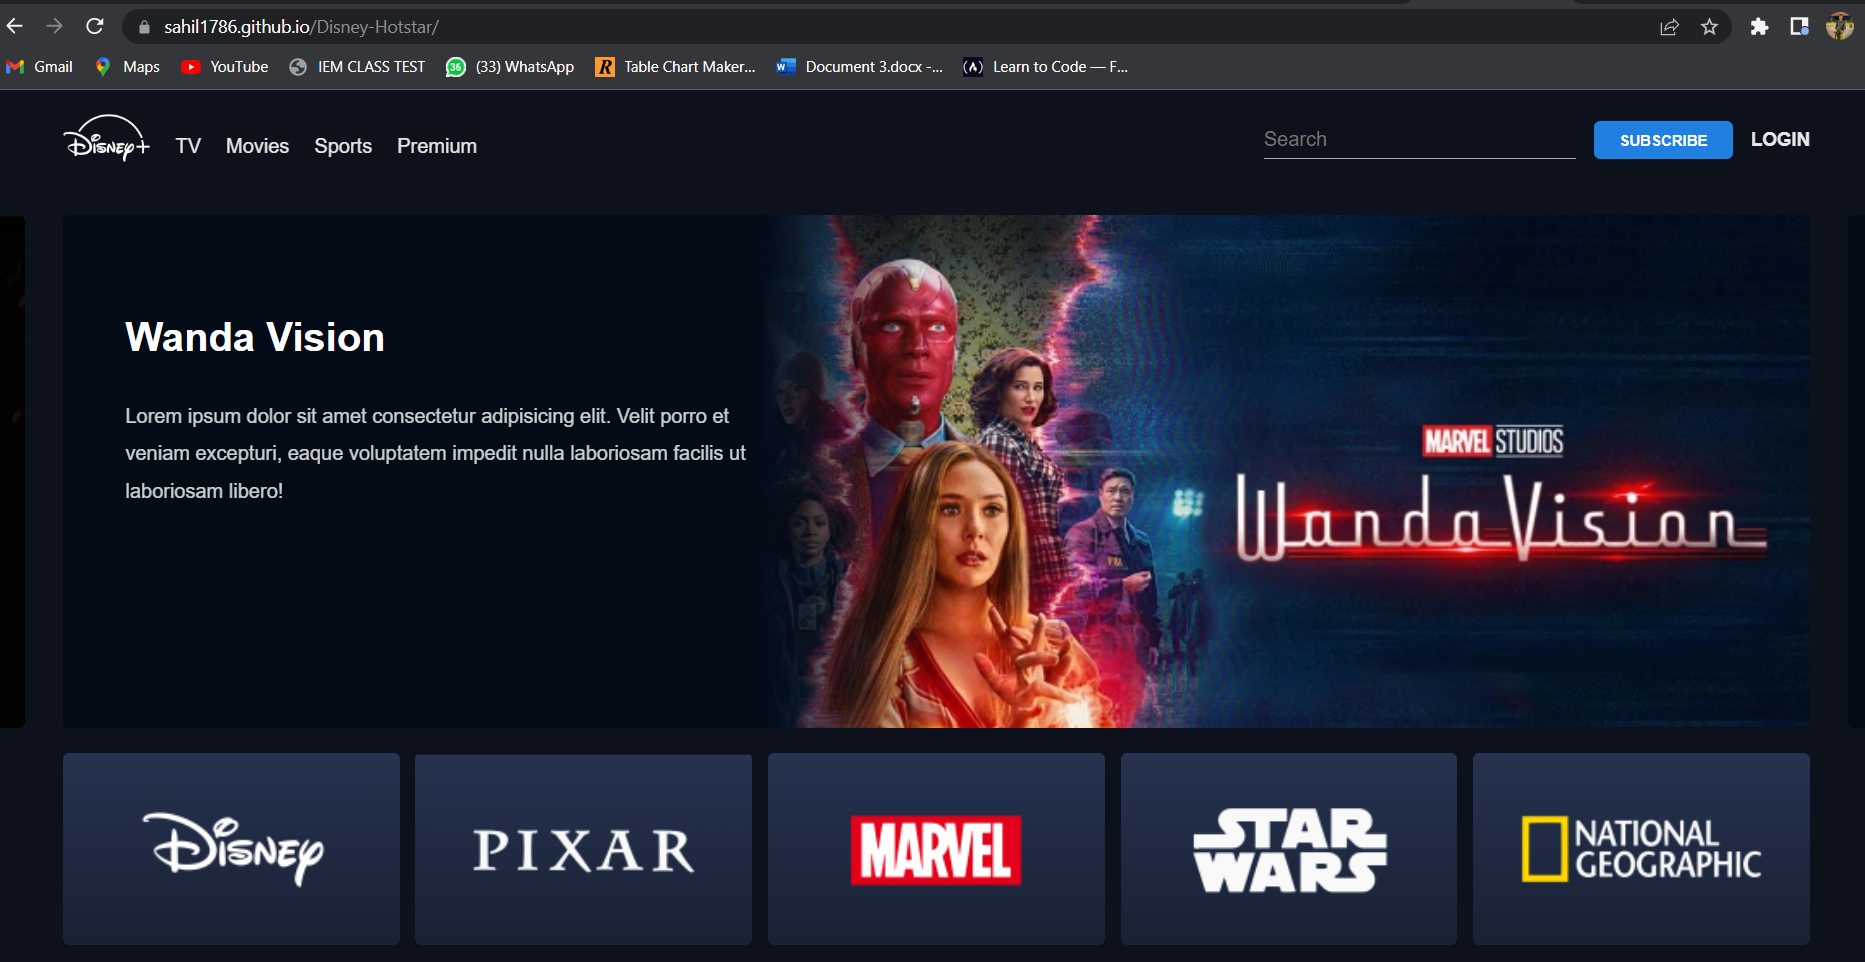 sahil1786.github.io/Disney-Hotstar/
Gmail Maps YouTube IEM CLASS TEST 36 (33) WhatsApp R Table Chart Maker... W Document 3.docx -... Learn to Code — F...
Disney+ TV Movies Sports Premium Search SUBSCRIBE LOGIN
Wanda Vision
Lorem ipsum dolor sit amet consectetur adipisicing elit. Velit porro et
veniam excepturi, eaque voluptatem impedit nulla laboriosam facilis ut
laboriosam libero!
MARVEL STUDIOS
WandaVision
Disney
PIXAR
MARVEL
STAR
WARS
NATIONAL
GEOGRAPHIC